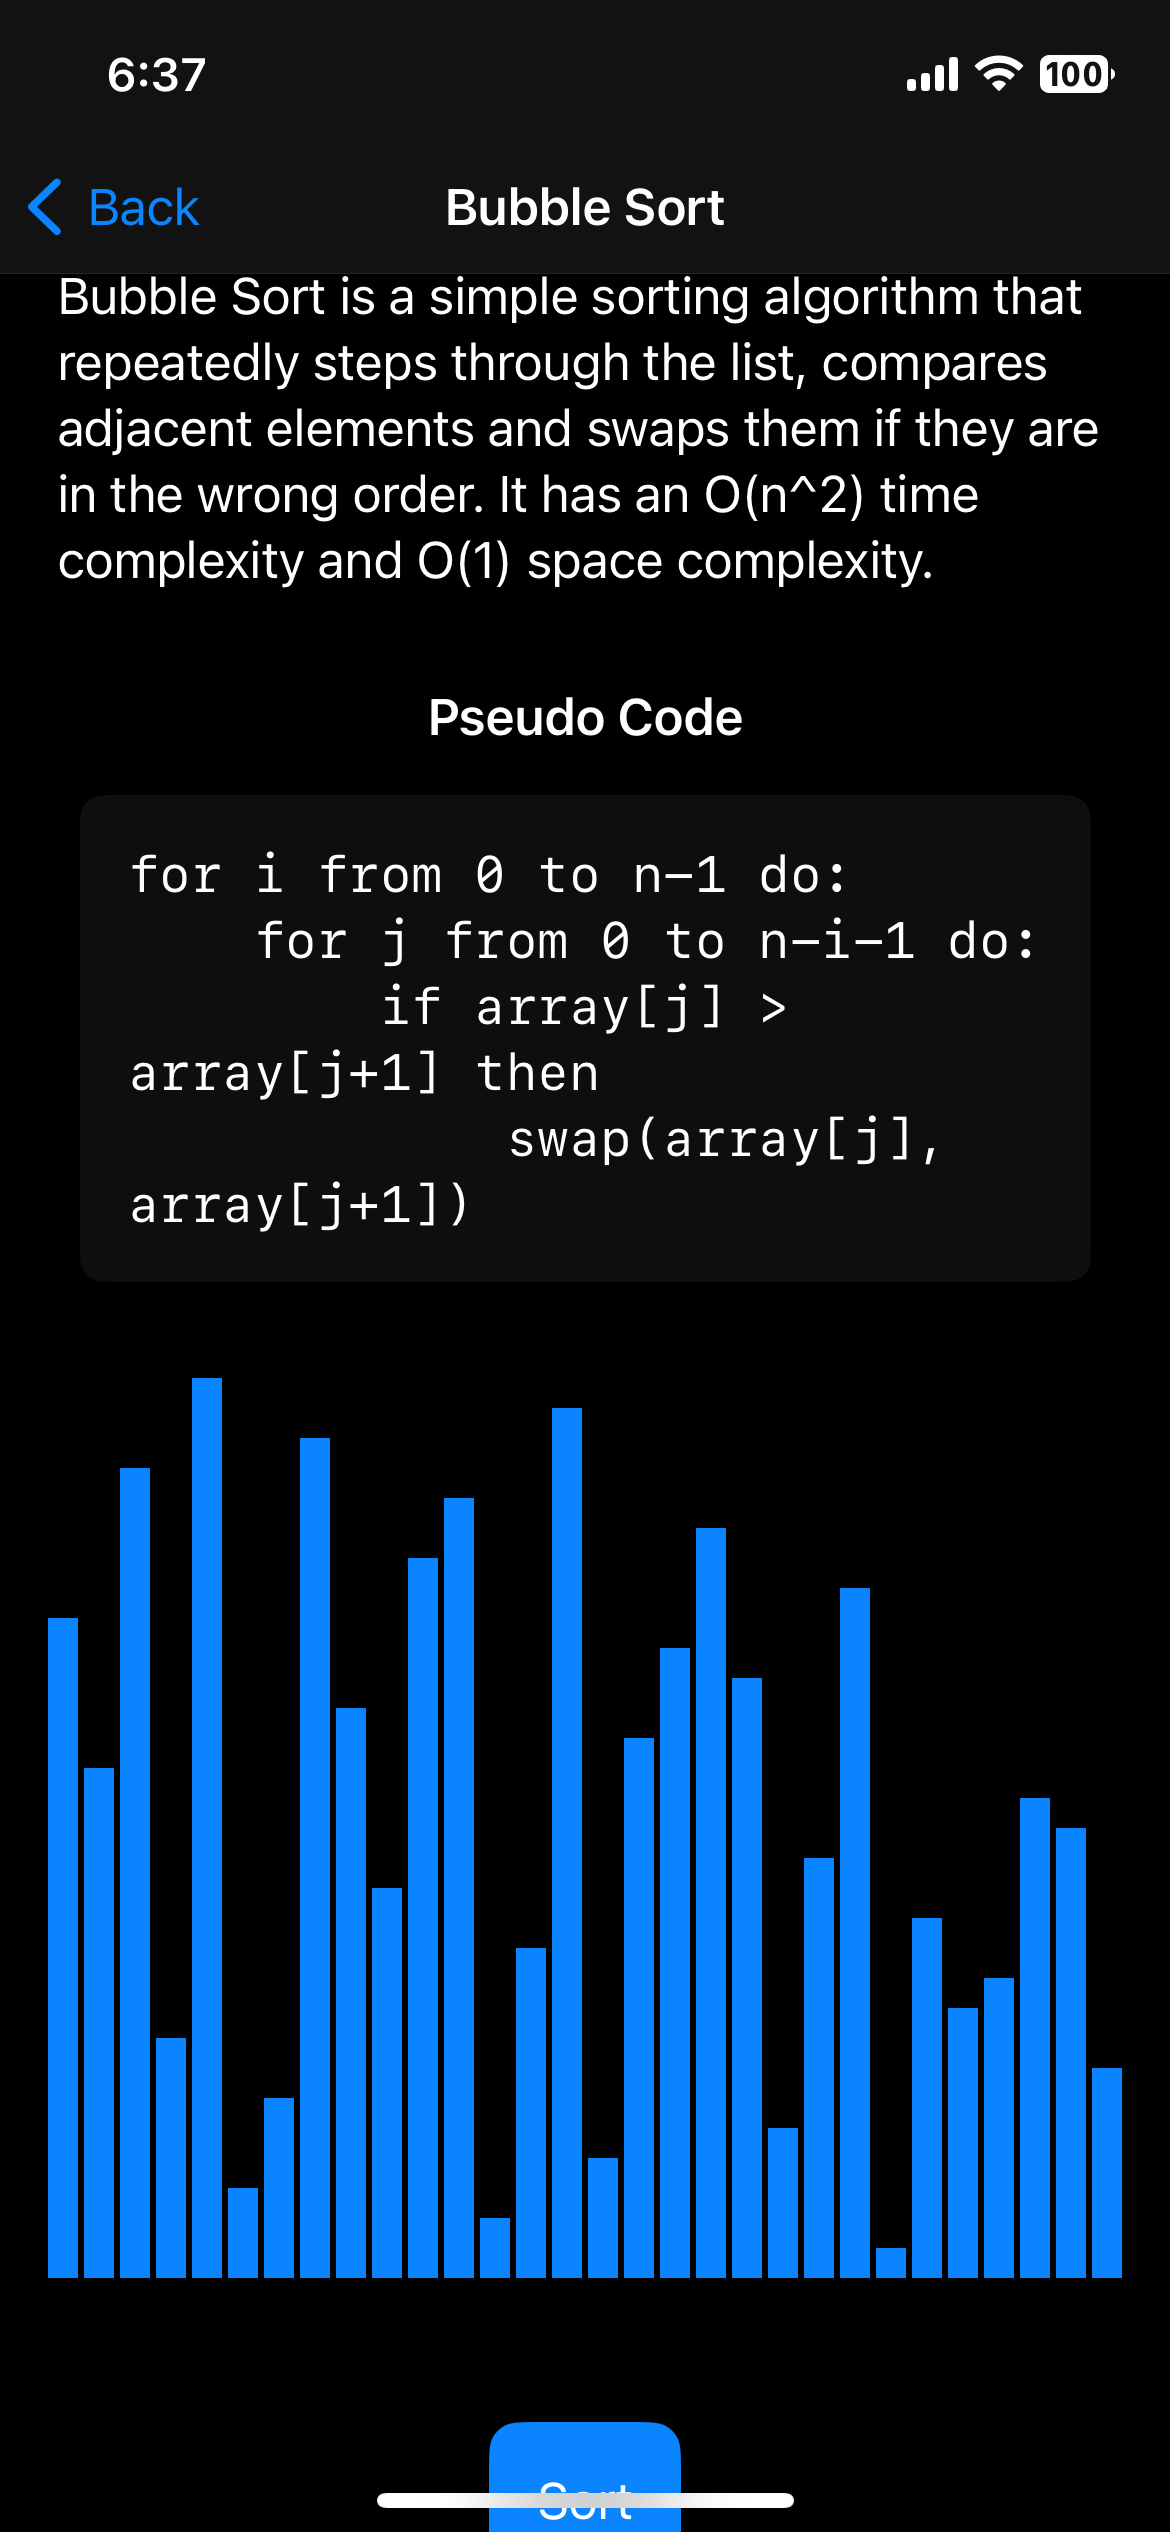 6:37
100
Back
Bubble Sort
Bubble Sort is a simple sorting algorithm that
repeatedly steps through the list, compares
adjacent elements and swaps them if they are
in the wrong order. It has an O(n^2) time
complexity and O(1) space complexity.
Pseudo Code
for i from 0 to n-1 do:
    for j from 0 to n-i-1 do:
        if array[j] >
array[j+1] then
            swap(array[j],
array[j+1])
Sort